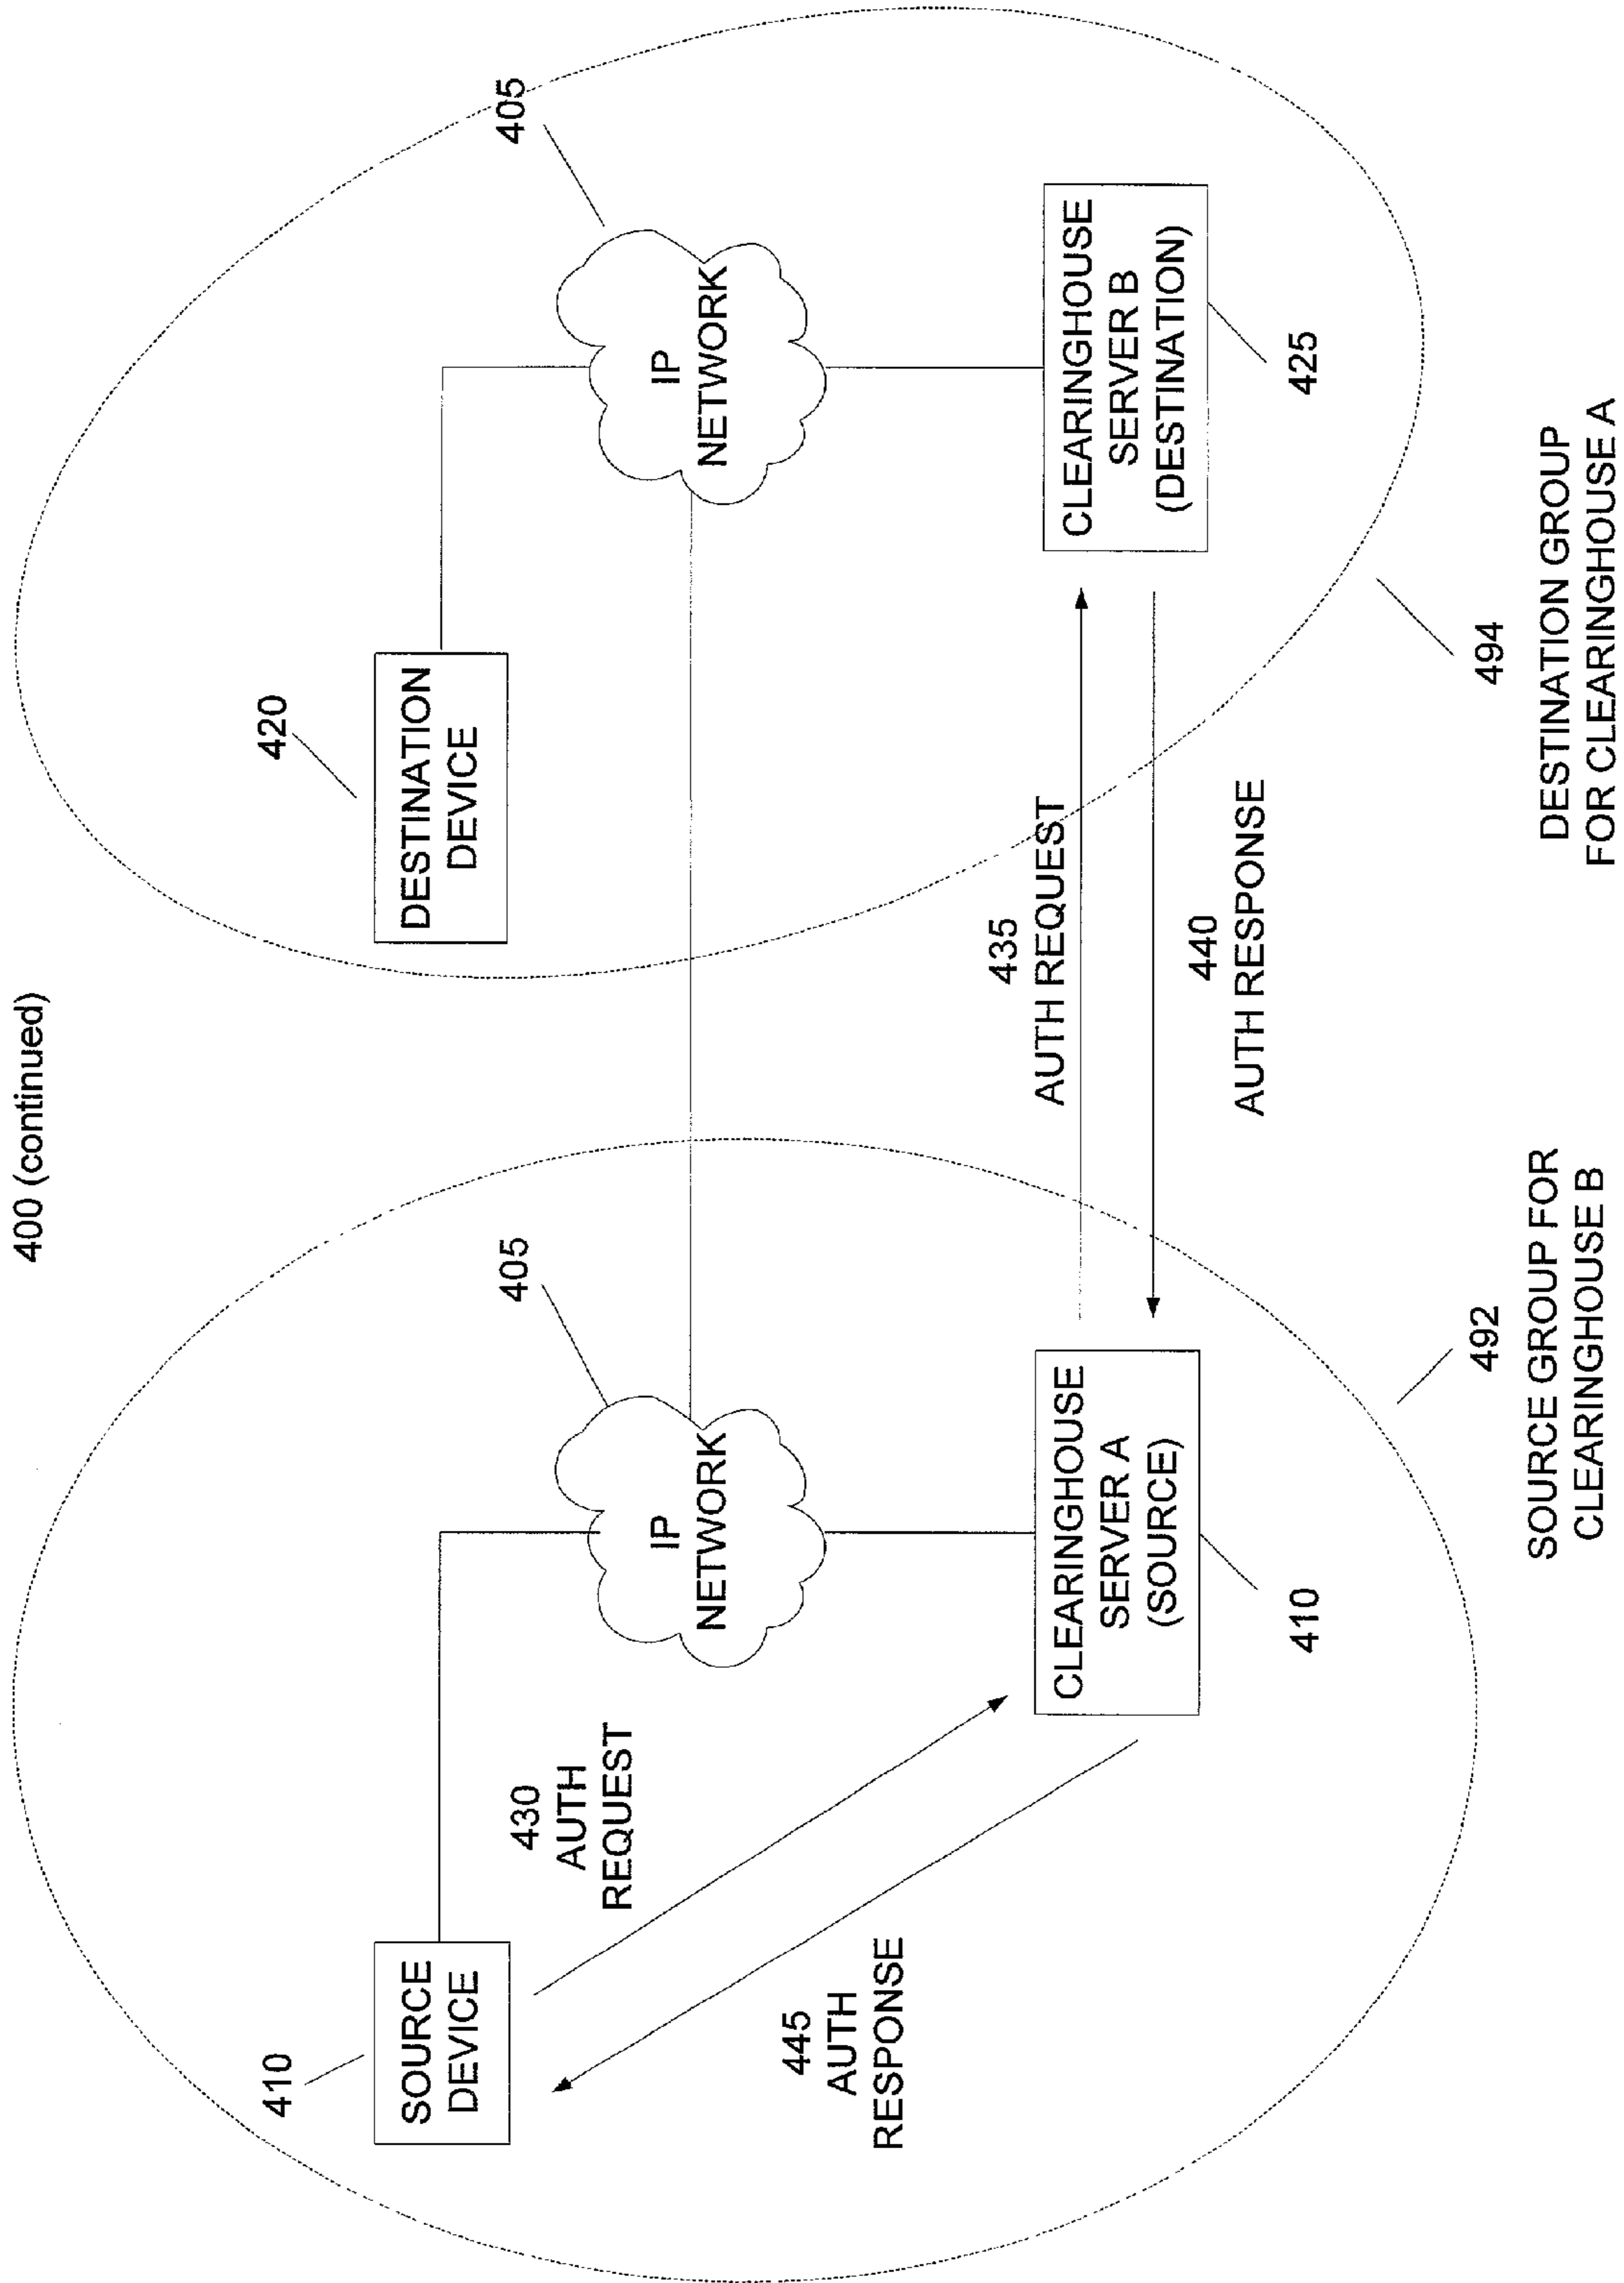 400 (continued)
410
SOURCE
DEVICE
430
AUTH
REQUEST
445
AUTH
RESPONSE
405
IP
NETWORK
CLEARINGHOUSE
SERVER A
(SOURCE)
410
492
SOURCE GROUP FOR
CLEARINGHOUSE B
435
AUTH REQUEST
440
AUTH RESPONSE
420
DESTINATION
DEVICE
405
IP
NETWORK
CLEARINGHOUSE
SERVER B
(DESTINATION)
425
494
DESTINATION GROUP
FOR CLEARINGHOUSE A